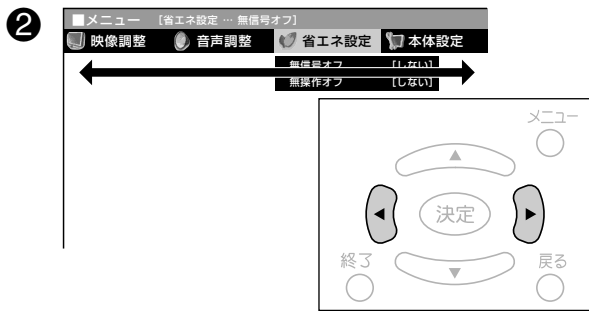 ❷
■メニュー [省エネ設定 … 無信号オフ]
映像調整 音声調整 省エネ設定 本体設定
無信号オフ [しない]
無操作オフ [しない]
メニュー
決定
終了 戻る